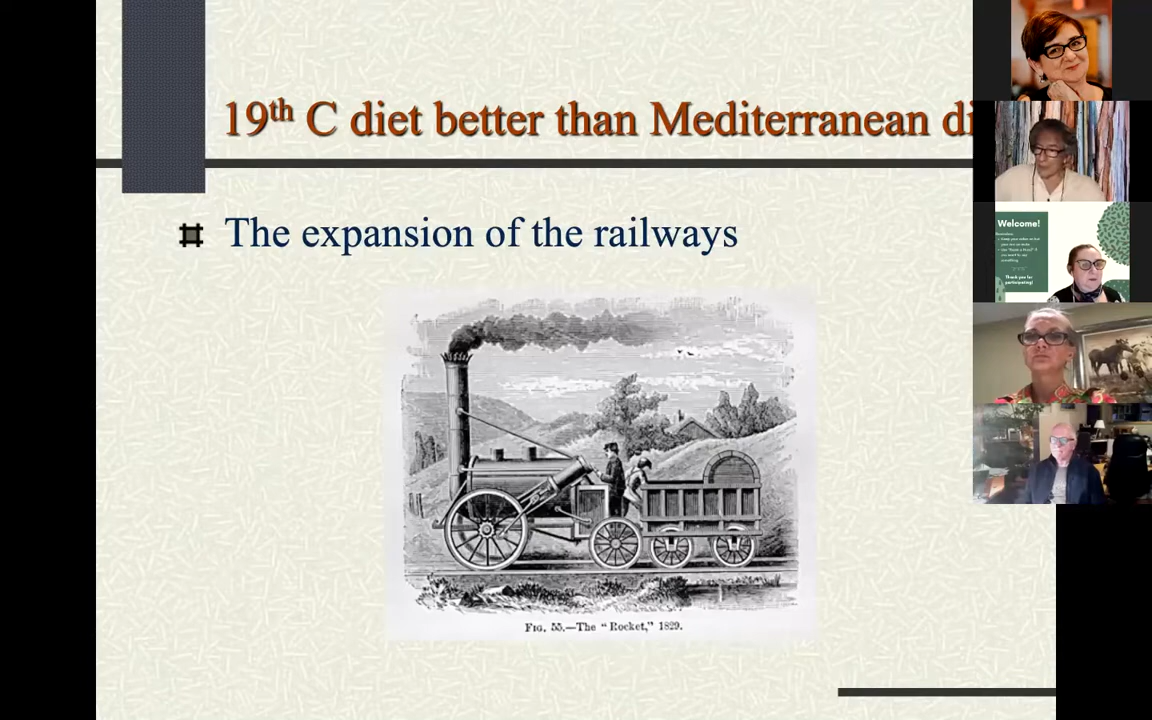 19th C diet better than Mediterranean di
The expansion of the railways
FIG. 55.—The "Rocket," 1829.
Welcome!
Thank you for
participating!